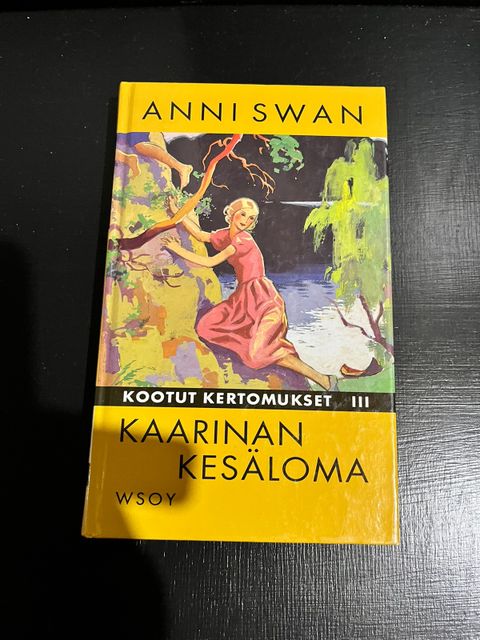 ANNI SWAN
KOOTUT KERTOMUKSET III
KAARINAN
KESÄLOMA
WSOY